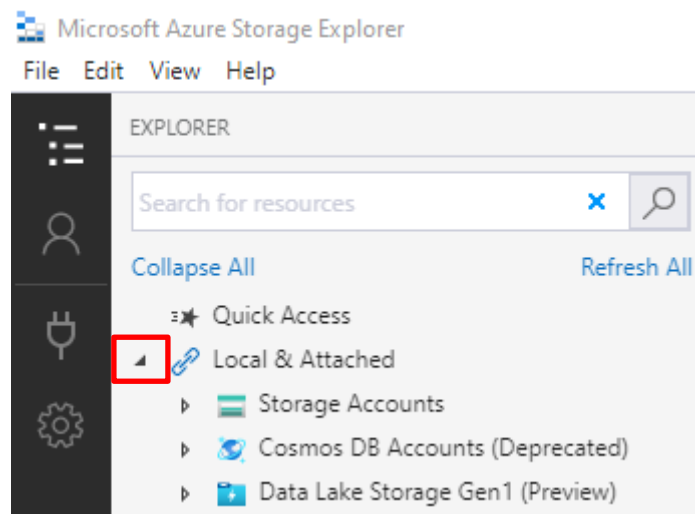 Microsoft Azure Storage Explorer
File Edit View Help
EXPLORER
Search for resources
Collapse All Refresh All
Quick Access
Local & Attached
Storage Accounts
Cosmos DB Accounts (Deprecated)
Data Lake Storage Gen1 (Preview)